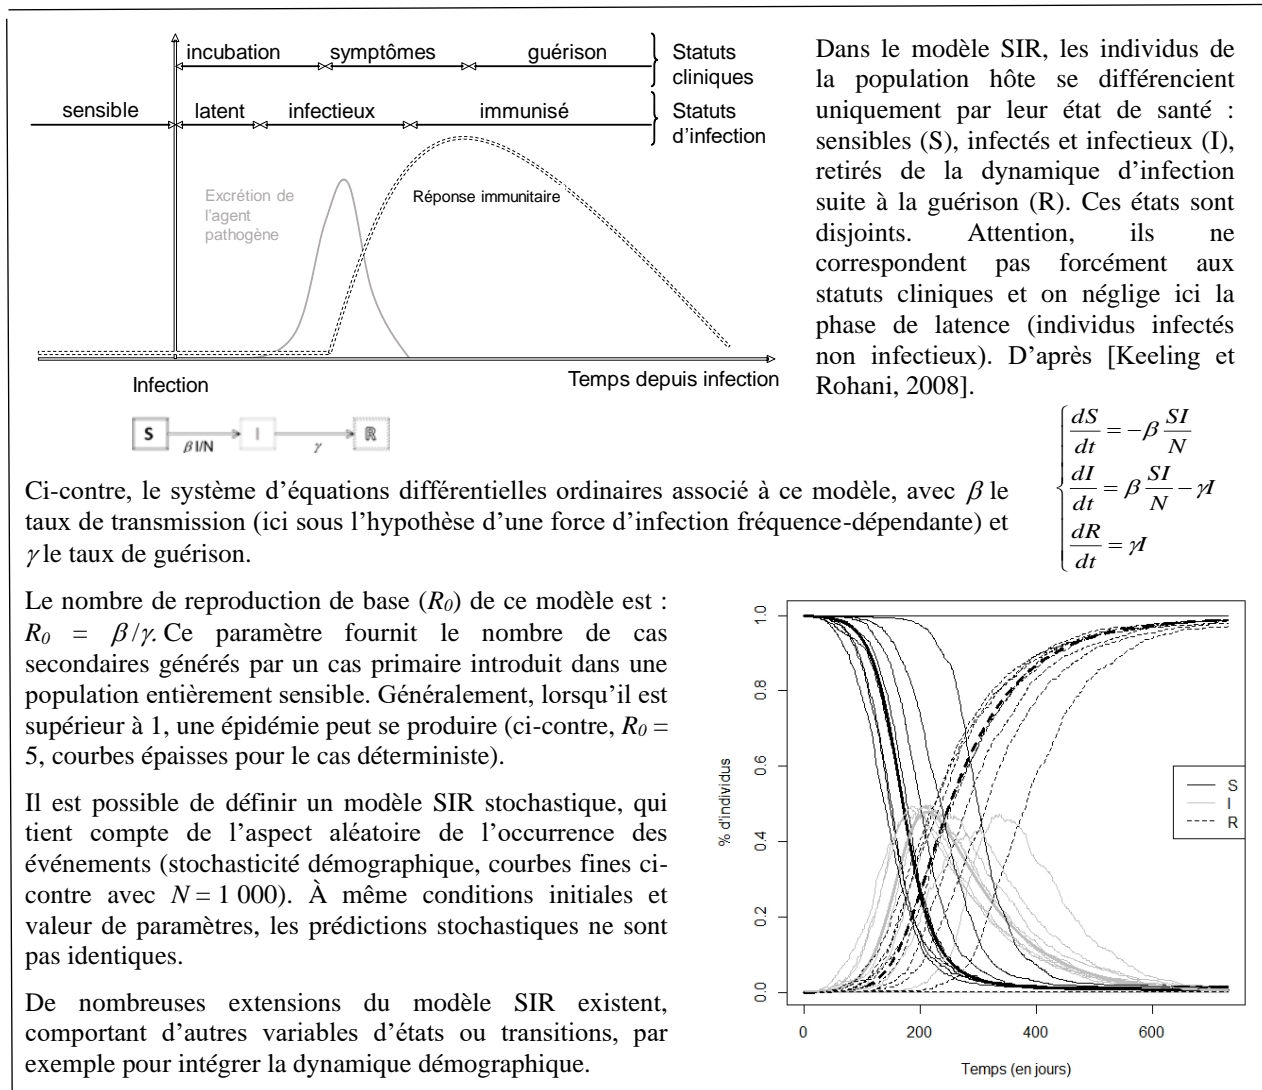 incubation symptômes guérison
Statuts
cliniques
sensible latent infectieux immunisé
Statuts
d'infection
Excrétion de
l'agent
pathogène
Réponse immunitaire
Infection
Temps depuis infection
S β I/N I γ R
Dans le modèle SIR, les individus de
la population hôte se différencient
uniquement par leur état de santé :
sensibles (S), infectés et infectieux (I),
retirés de la dynamique d'infection
suite à la guérison (R). Ces états sont
disjoints. Attention, ils ne
correspondent pas forcément aux
statuts cliniques et on néglige ici la
phase de latence (individus infectés
non infectieux). D'après [Keeling et
Rohani, 2008].
Ci-contre, le système d'équations différentielles ordinaires associé à ce modèle, avec β le
taux de transmission (ici sous l'hypothèse d'une force d'infection fréquence-dépendante) et
γ le taux de guérison.
dS/dt = −β SI/N
dI/dt = β SI/N − γI
dR/dt = γI
Le nombre de reproduction de base (R0) de ce modèle est :
R0 = β/γ. Ce paramètre fournit le nombre de cas
secondaires générés par un cas primaire introduit dans une
population entièrement sensible. Généralement, lorsqu'il est
supérieur à 1, une épidémie peut se produire (ci-contre, R0 =
5, courbes épaisses pour le cas déterministe).
Il est possible de définir un modèle SIR stochastique, qui
tient compte de l'aspect aléatoire de l'occurrence des
événements (stochasticité démographique, courbes fines ci-
contre avec N = 1 000). À même conditions initiales et
valeur de paramètres, les prédictions stochastiques ne sont
pas identiques.
De nombreuses extensions du modèle SIR existent,
comportant d'autres variables d'états ou transitions, par
exemple pour intégrer la dynamique démographique.
% d'individus
1.0
0.8
0.6
0.4
0.2
0.0
S
I
R
0 200 400 600
Temps (en jours)